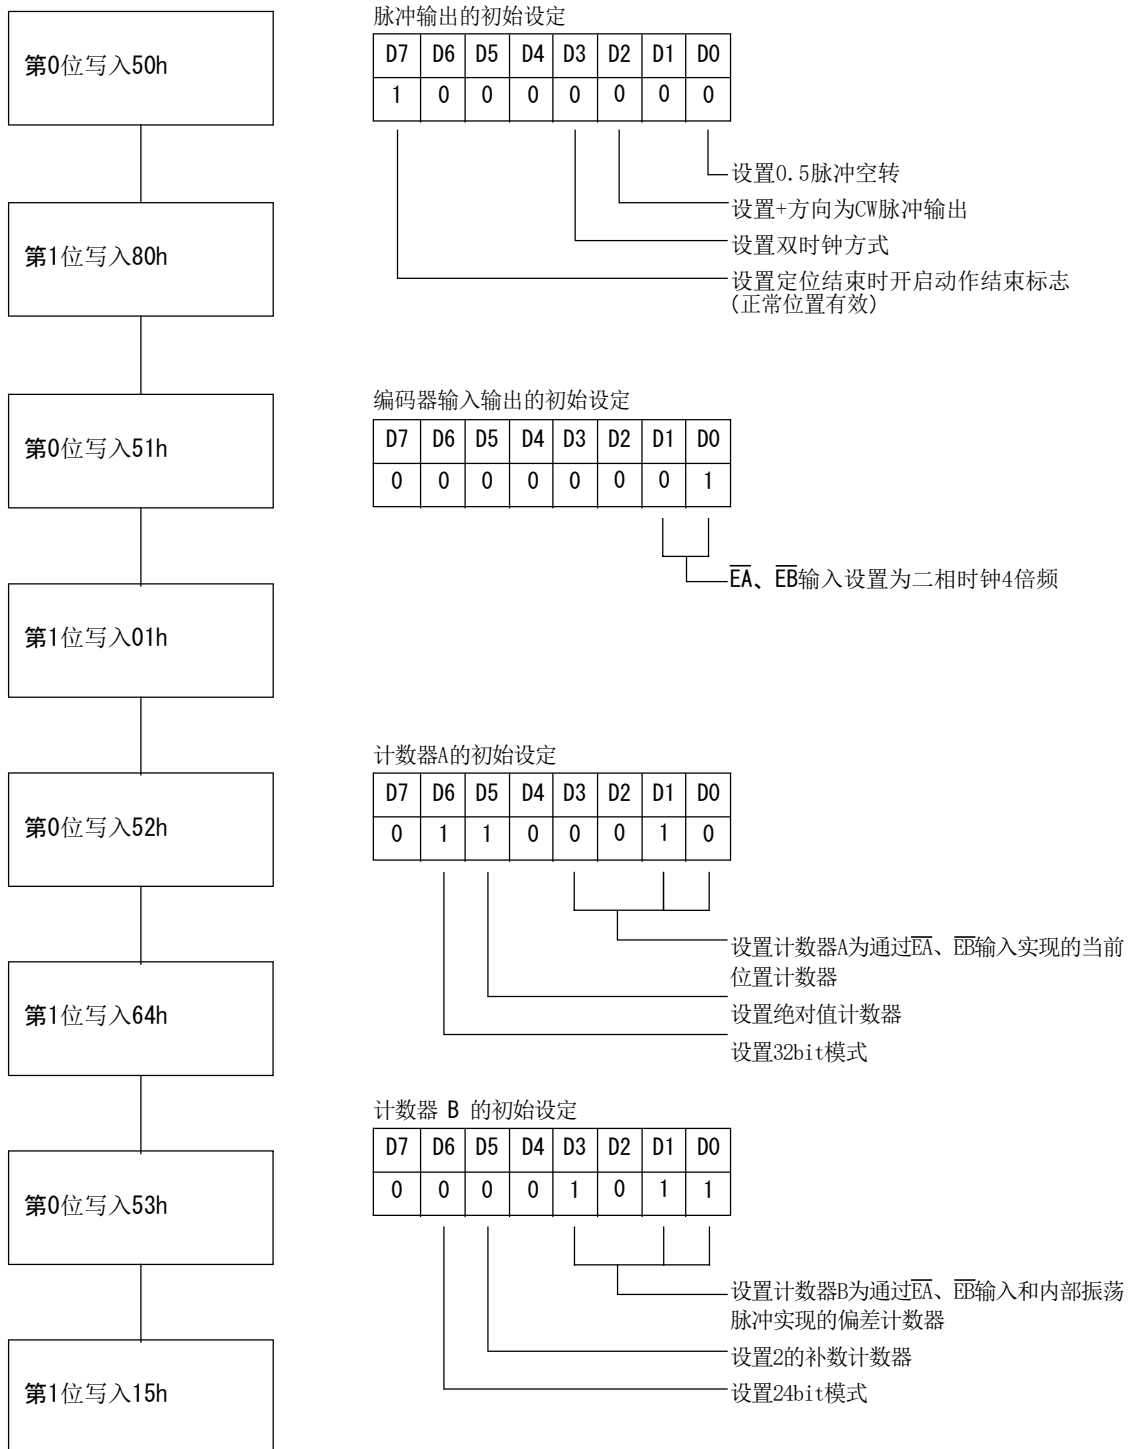 第0位写入50h
第1位写入80h
第0位写入51h
第1位写入01h
第0位写入52h
第1位写入64h
第0位写入53h
第1位写入15h
脉冲输出的初始设定
D7 D6 D5 D4 D3 D2 D1 D0
1 0 0 0 0 0 0 0
设置0.5脉冲空转
设置+方向为CW脉冲输出
设置双时钟方式
设置定位结束时开启动作结束标志
(正常位置有效)
编码器输入输出的初始设定
D7 D6 D5 D4 D3 D2 D1 D0
0 0 0 0 0 0 0 1
E̅A̅、E̅B̅输入设置为二相时钟4倍频
计数器A的初始设定
D7 D6 D5 D4 D3 D2 D1 D0
0 1 1 0 0 0 1 0
设置计数器A为通过E̅A̅、E̅B̅输入实现的当前
位置计数器
设置绝对值计数器
设置32bit模式
计数器 B 的初始设定
D7 D6 D5 D4 D3 D2 D1 D0
0 0 0 0 1 0 1 1
设置计数器B为通过E̅A̅、E̅B̅输入和内部振荡
脉冲实现的偏差计数器
设置2的补数计数器
设置24bit模式